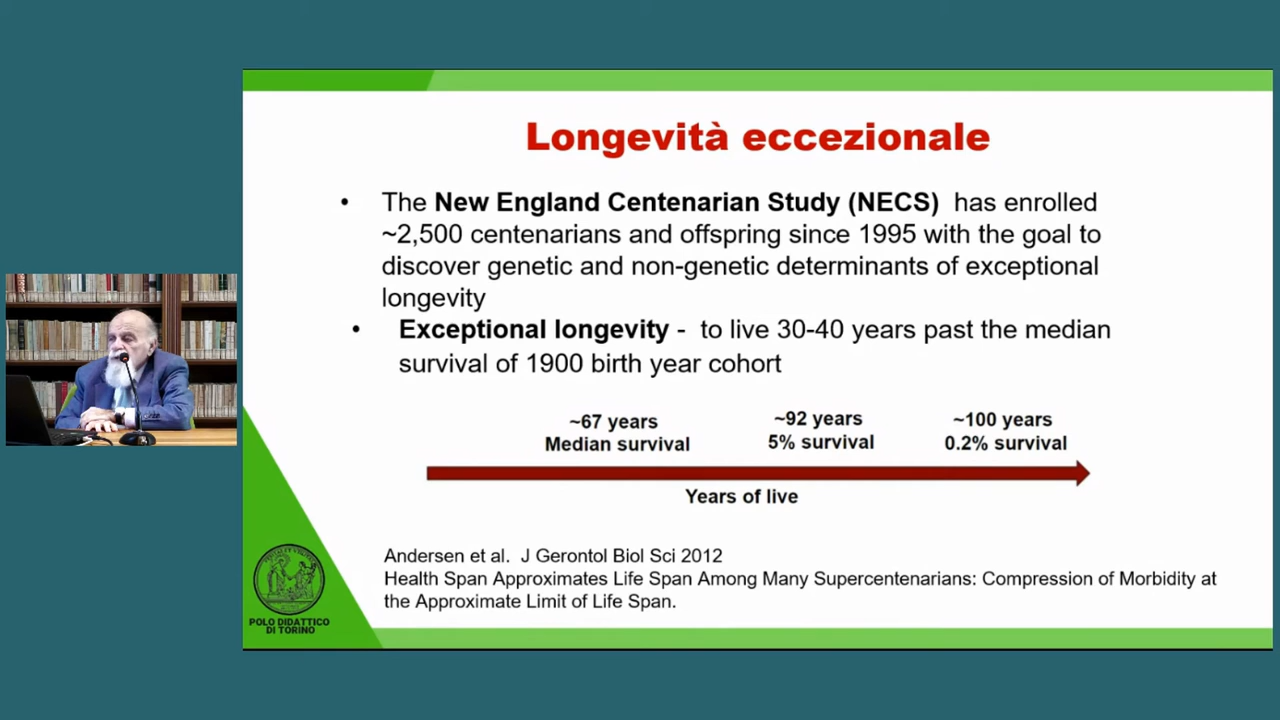 Longevità eccezionale
• The New England Centenarian Study (NECS) has enrolled
~2,500 centenarians and offspring since 1995 with the goal to
discover genetic and non-genetic determinants of exceptional
longevity
• Exceptional longevity - to live 30-40 years past the median
survival of 1900 birth year cohort
~67 years
Median survival
~92 years
5% survival
~100 years
0.2% survival
Years of live
Andersen et al. J Gerontol Biol Sci 2012
Health Span Approximates Life Span Among Many Supercentenarians: Compression of Morbidity at
the Approximate Limit of Life Span.
POLO DIDATTICO
DI TORINO